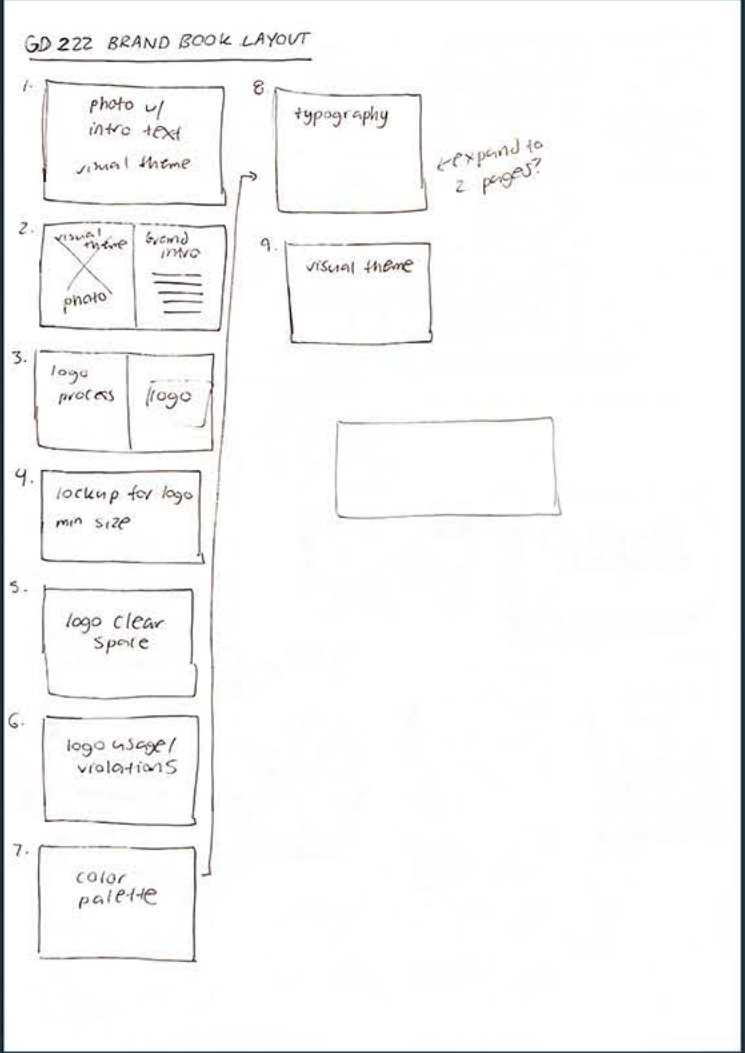 GD 222 BRAND BOOK LAYOUT
1.
photo w/
intro text
visual theme
2.
visual
theme
photo
brand
intro
3.
logo
process
logo
4.
lockup for logo
min size
5.
logo clear
space
6.
logo usage/
violations
7.
color
palette
8.
typography
←expand to
2 pages?
9.
visual theme